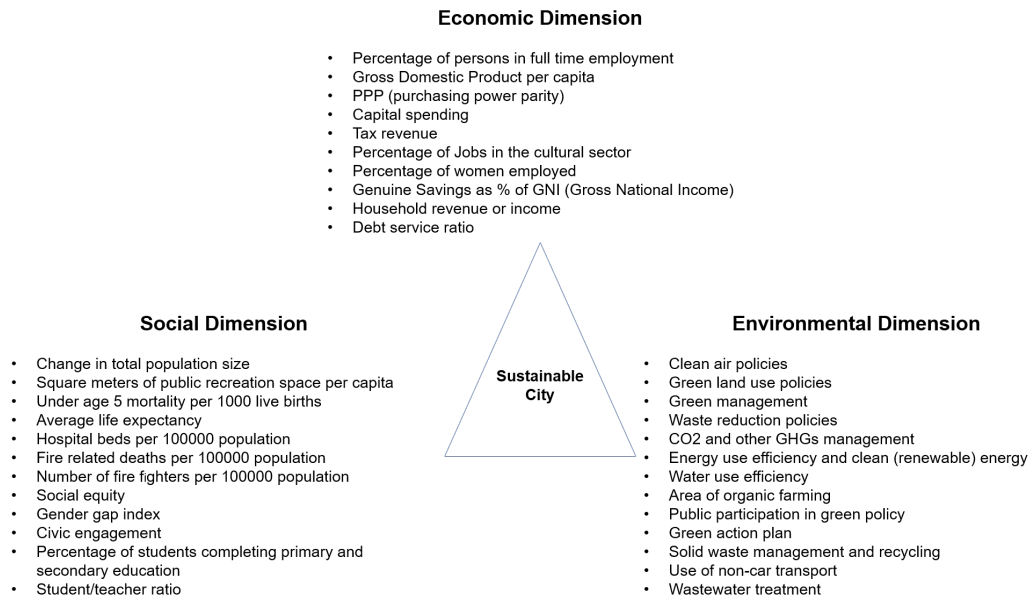 Economic Dimension
• Percentage of persons in full time employment
• Gross Domestic Product per capita
• PPP (purchasing power parity)
• Capital spending
• Tax revenue
• Percentage of Jobs in the cultural sector
• Percentage of women employed
• Genuine Savings as % of GNI (Gross National Income)
• Household revenue or income
• Debt service ratio
Social Dimension
• Change in total population size
• Square meters of public recreation space per capita
• Under age 5 mortality per 1000 live births
• Average life expectancy
• Hospital beds per 100000 population
• Fire related deaths per 100000 population
• Number of fire fighters per 100000 population
• Social equity
• Gender gap index
• Civic engagement
• Percentage of students completing primary and
secondary education
• Student/teacher ratio
Sustainable
City
Environmental Dimension
• Clean air policies
• Green land use policies
• Green management
• Waste reduction policies
• CO2 and other GHGs management
• Energy use efficiency and clean (renewable) energy
• Water use efficiency
• Area of organic farming
• Public participation in green policy
• Green action plan
• Solid waste management and recycling
• Use of non-car transport
• Wastewater treatment